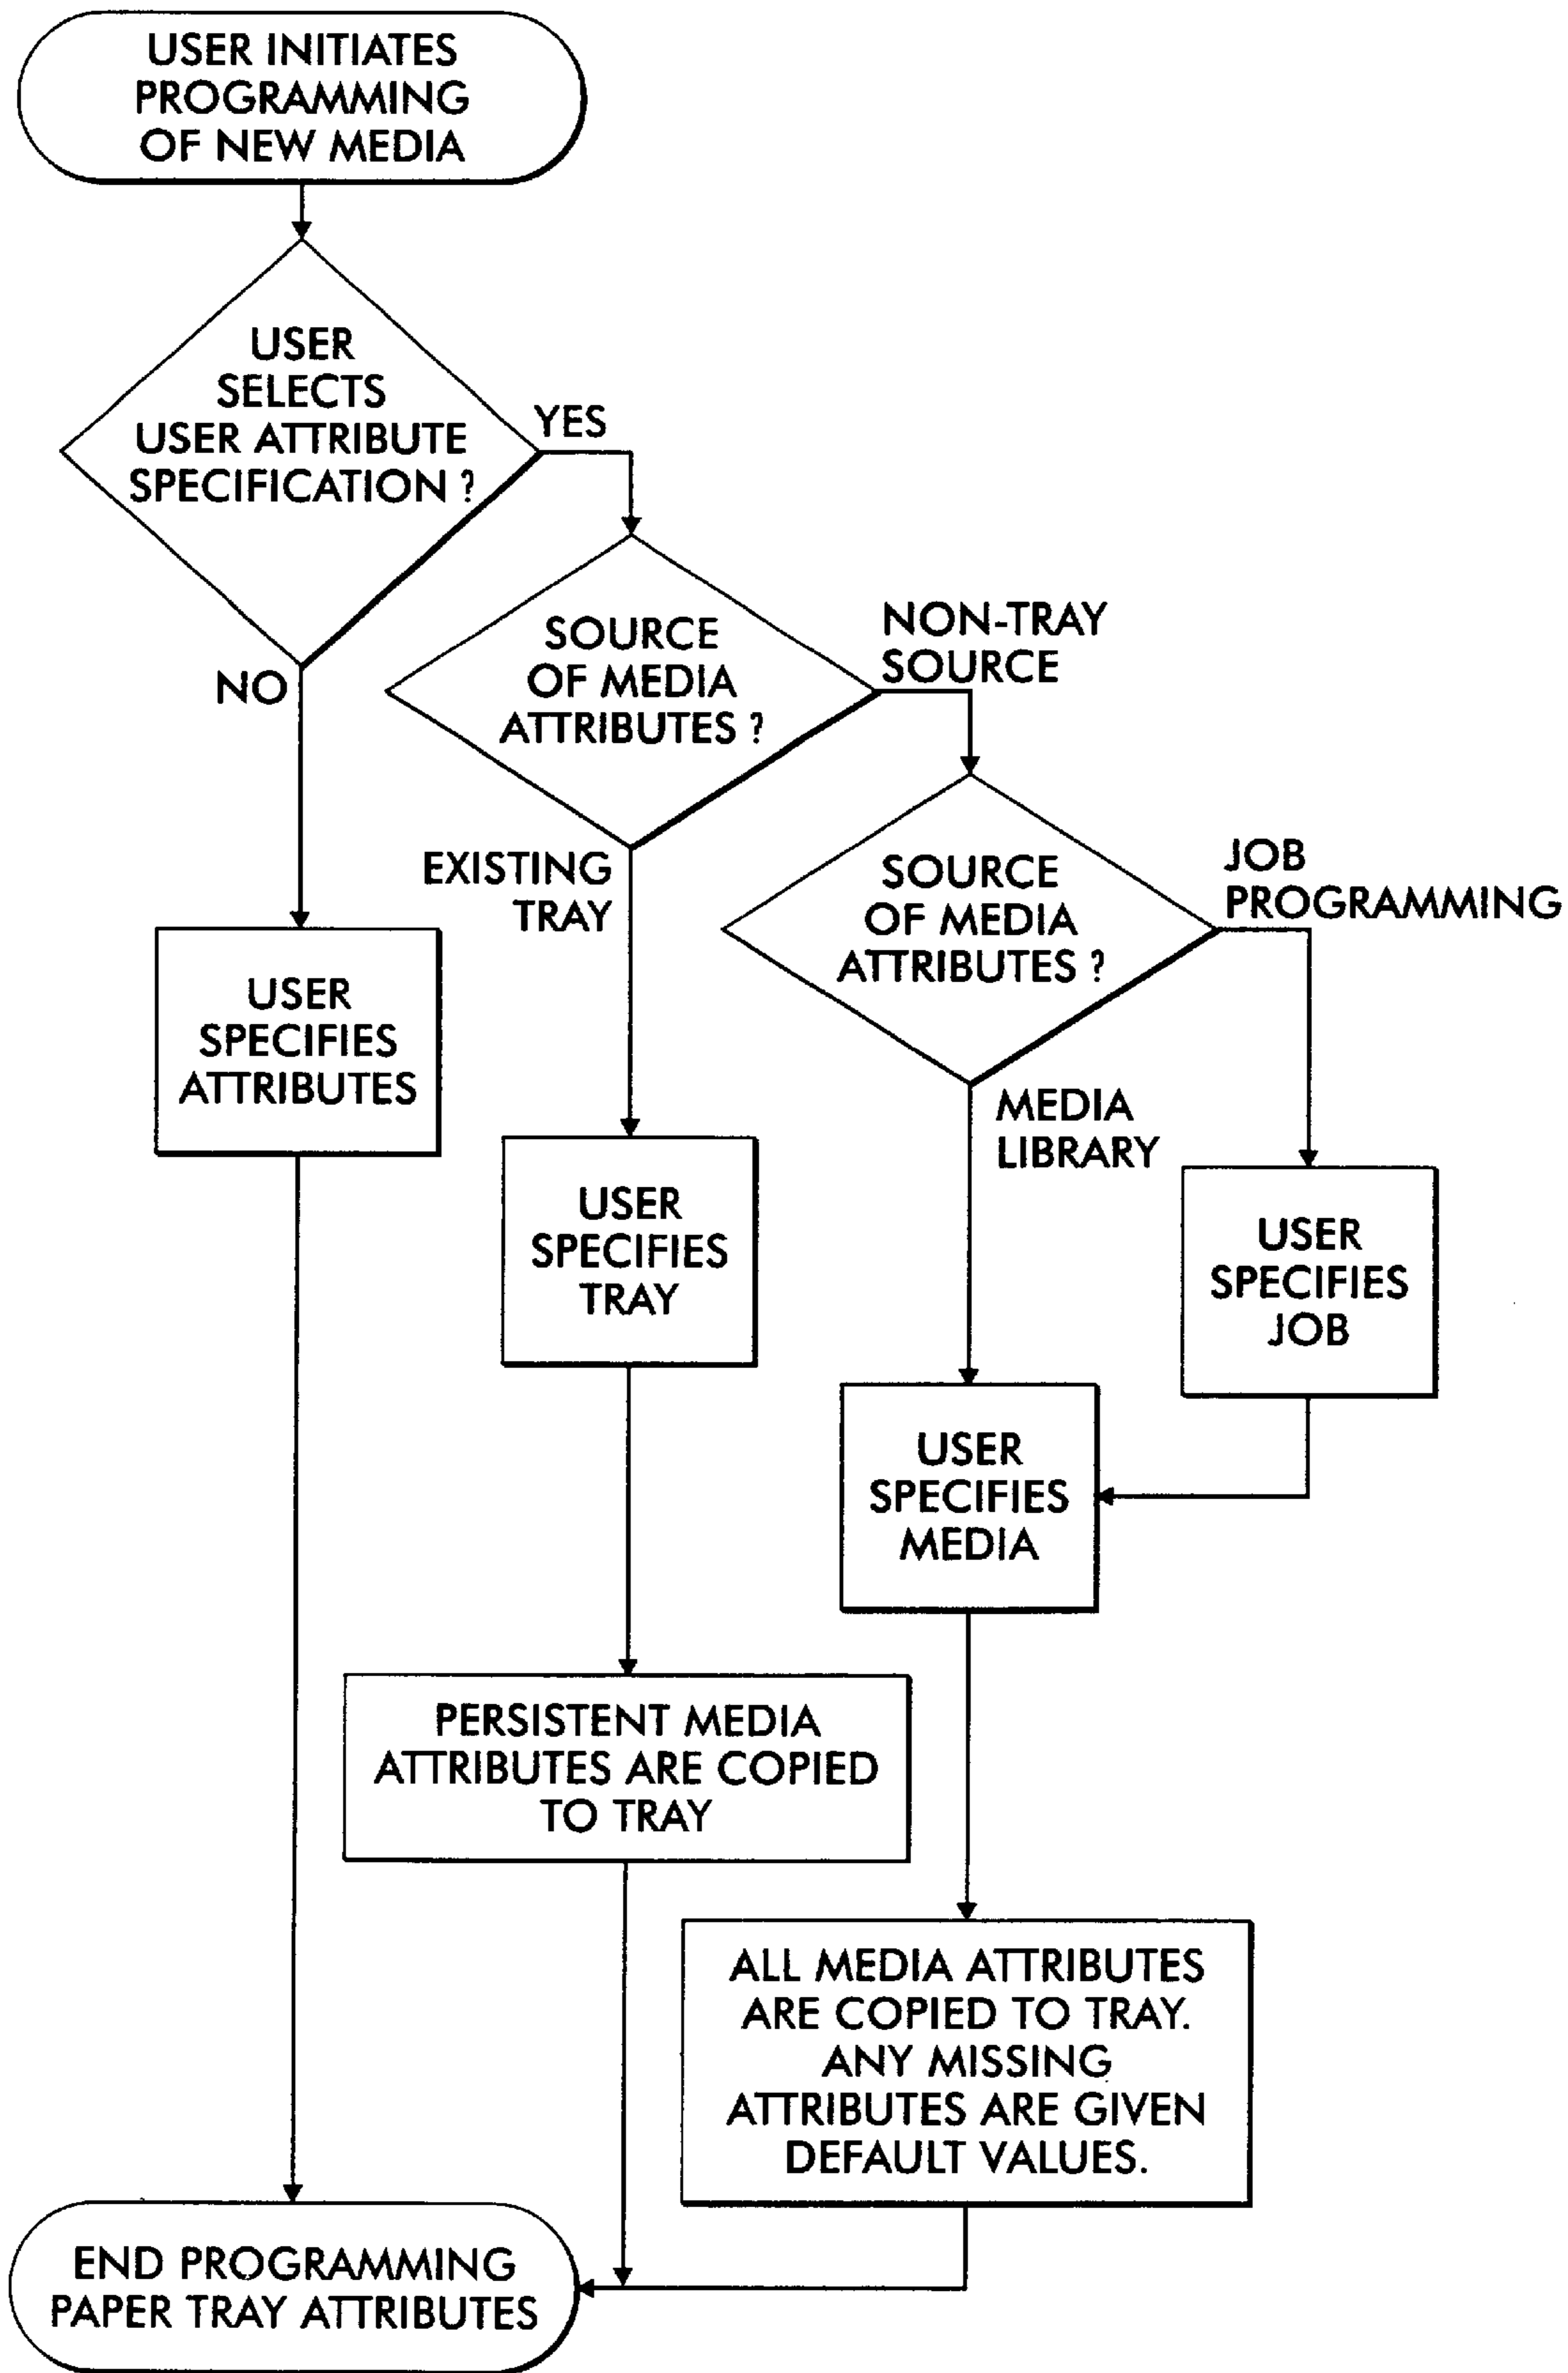 USER INITIATES
PROGRAMMING
OF NEW MEDIA
USER
SELECTS
USER ATTRIBUTE
SPECIFICATION ?
YES
NO
SOURCE
OF MEDIA
ATTRIBUTES ?
NON-TRAY
SOURCE
EXISTING
TRAY
SOURCE
OF MEDIA
ATTRIBUTES ?
JOB
PROGRAMMING
MEDIA
LIBRARY
USER
SPECIFIES
ATTRIBUTES
USER
SPECIFIES
TRAY
USER
SPECIFIES
JOB
USER
SPECIFIES
MEDIA
PERSISTENT MEDIA
ATTRIBUTES ARE COPIED
TO TRAY
ALL MEDIA ATTRIBUTES
ARE COPIED TO TRAY.
ANY MISSING
ATTRIBUTES ARE GIVEN
DEFAULT VALUES.
END PROGRAMMING
PAPER TRAY ATTRIBUTES